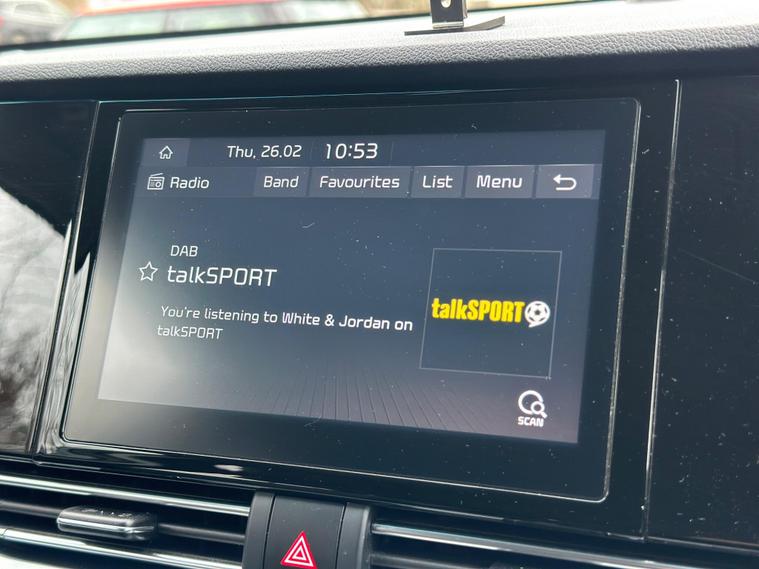 Thu, 26.02 10:53
Radio Band Favourites List Menu
DAB
talkSPORT
You're listening to White & Jordan on
talkSPORT
talkSPORT
SCAN